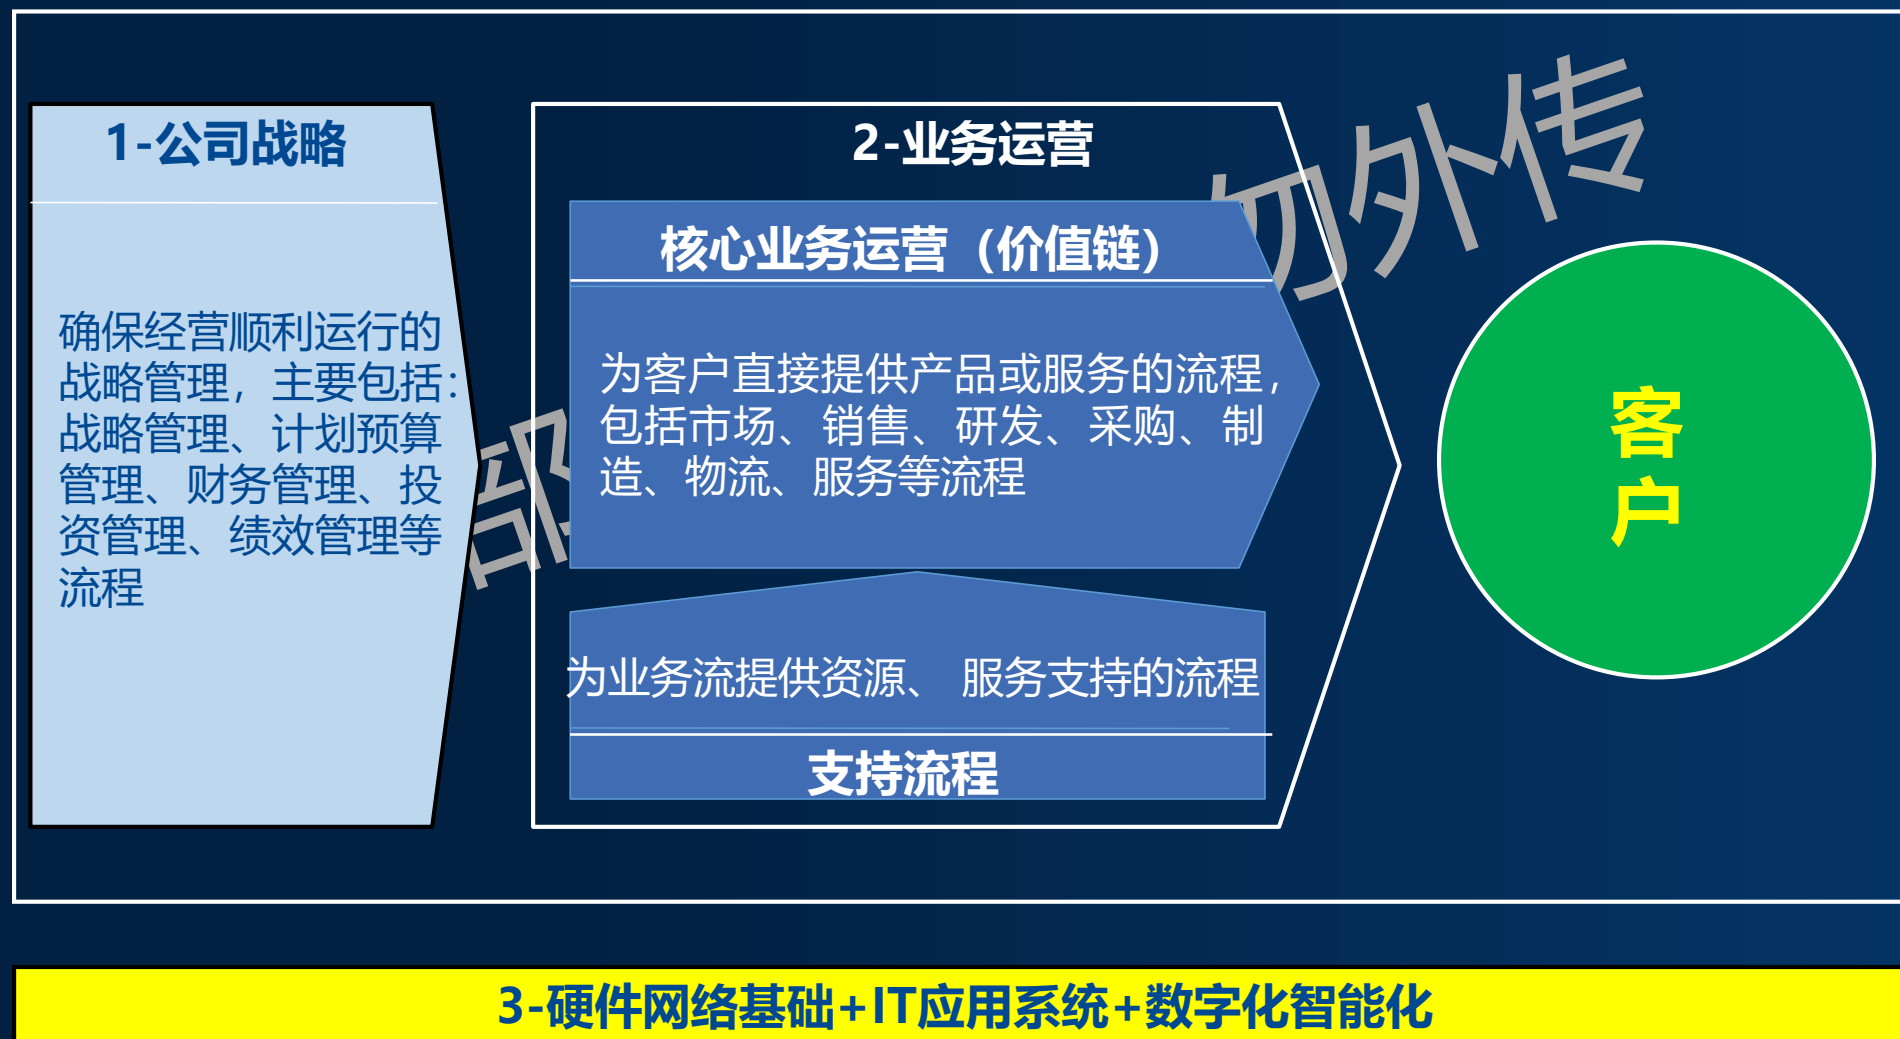 1-公司战略
确保经营顺利运行的
战略管理，主要包括：
战略管理、计划预算
管理、财务管理、投
资管理、绩效管理等
流程
2-业务运营
核心业务运营（价值链）
为客户直接提供产品或服务的流程，
包括市场、销售、研发、采购、制
造、物流、服务等流程
为业务流提供资源、 服务支持的流程
支持流程
客
户
勿外传
3-硬件网络基础+IT应用系统+数字化智能化